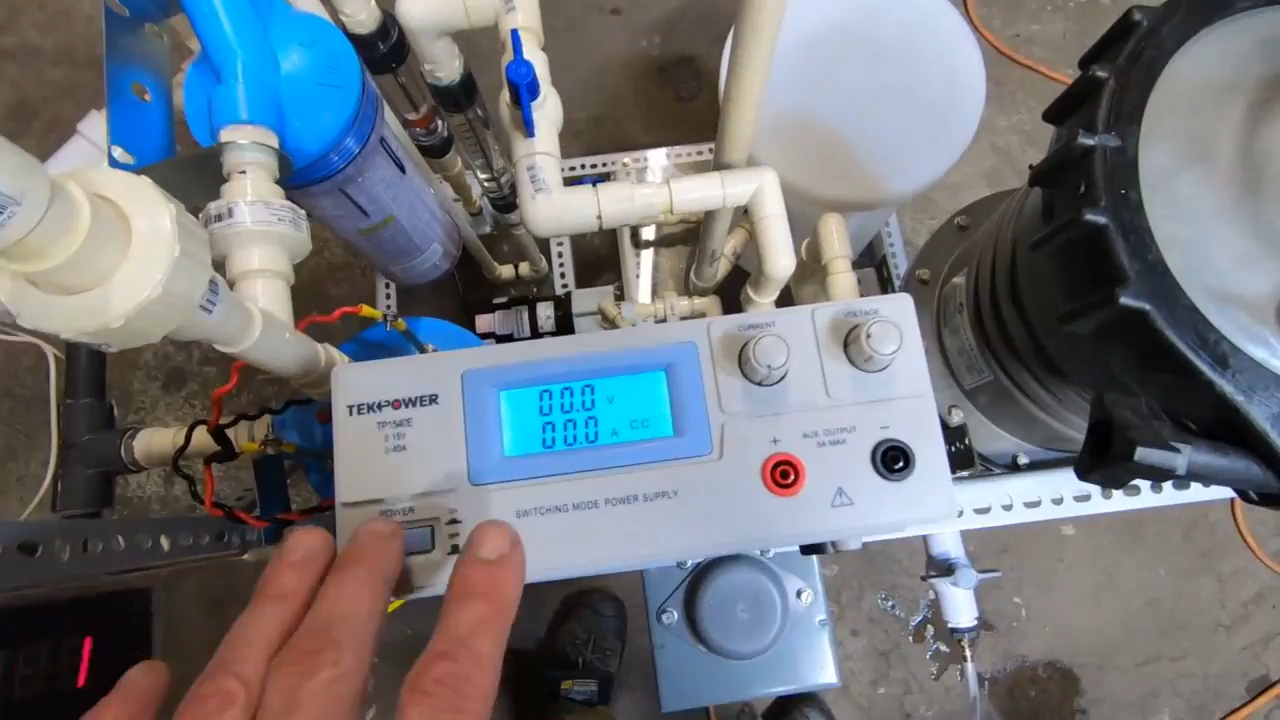 TEKPOWER
TP1540E
0-15V
0-40A
00.0 V
00.0 A C.C
CURRENT
VOLTAGE
+
AUX. OUTPUT
5A MAX
−
POWER
ON
SWITCHING MODE POWER SUPPLY